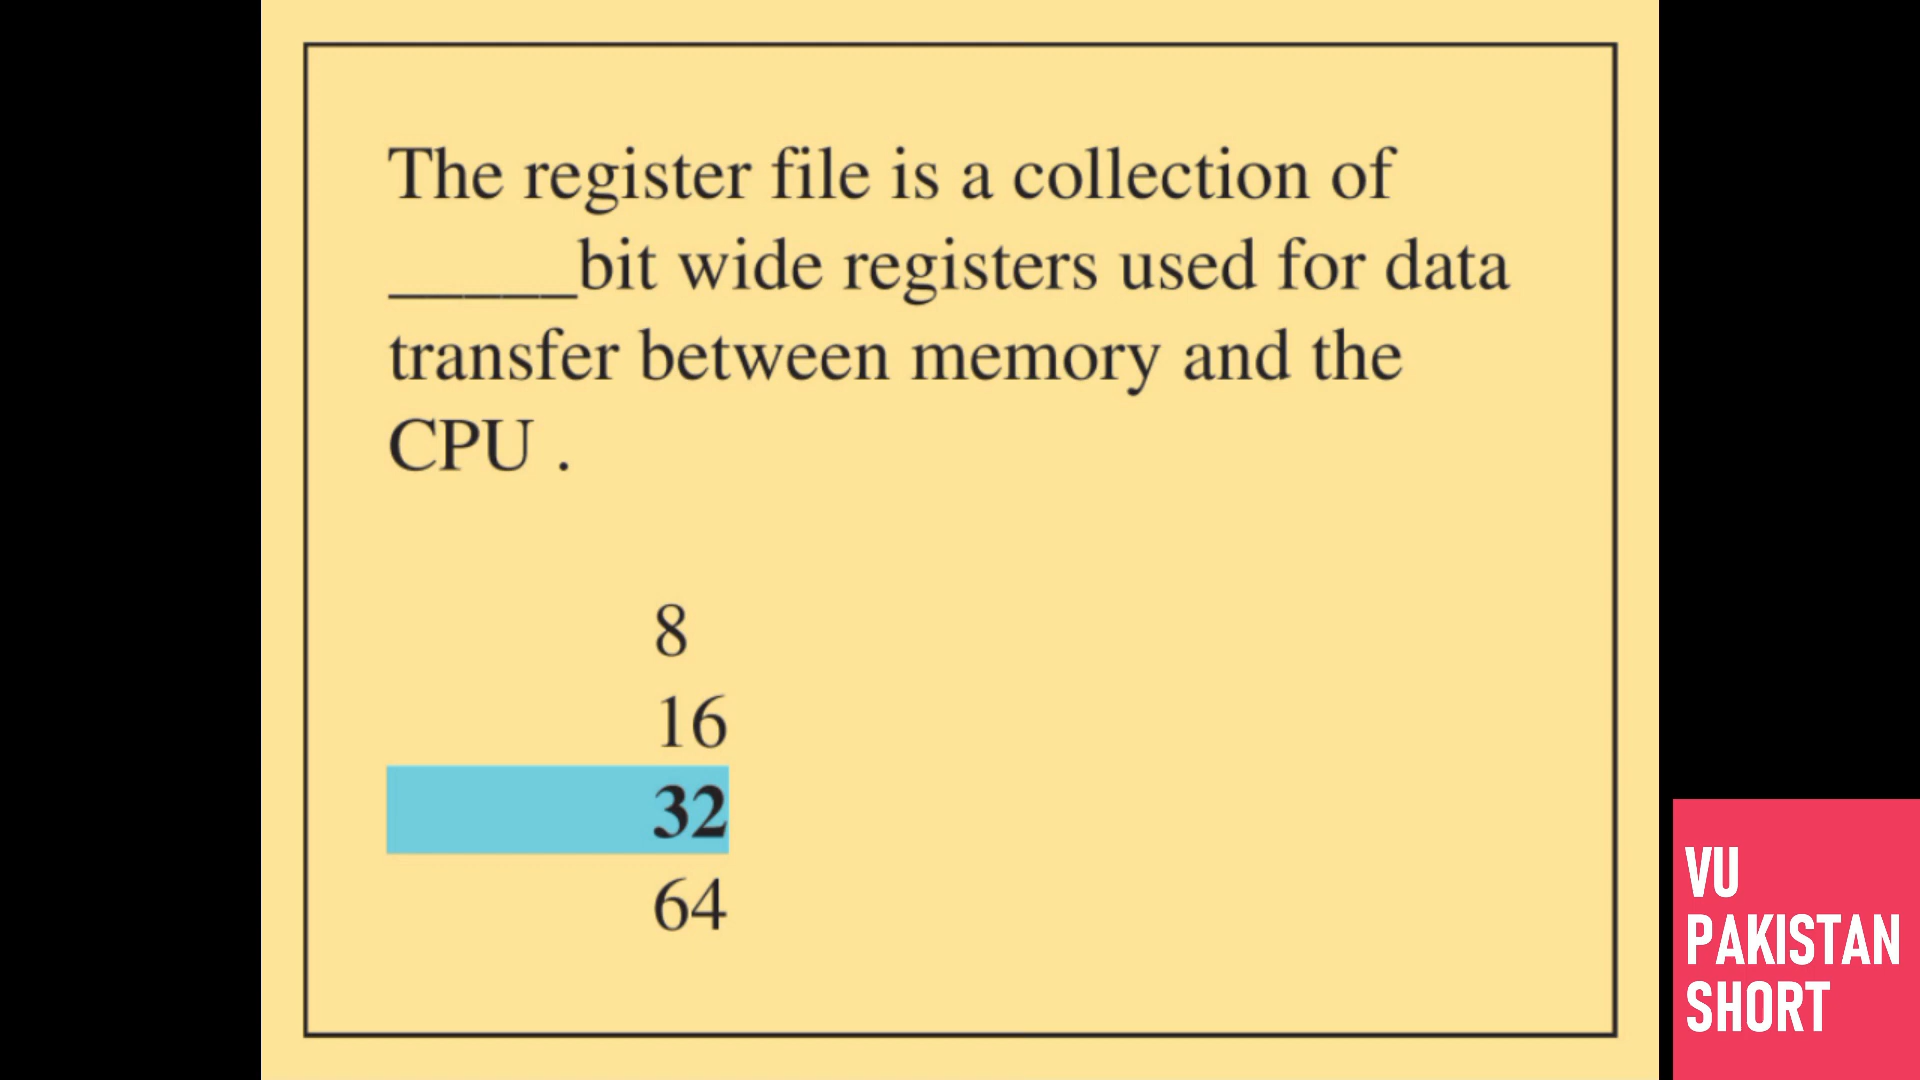 The register file is a collection of
_____bit wide registers used for data
transfer between memory and the
CPU .
8
16
32
64
VU
PAKISTAN
SHORT